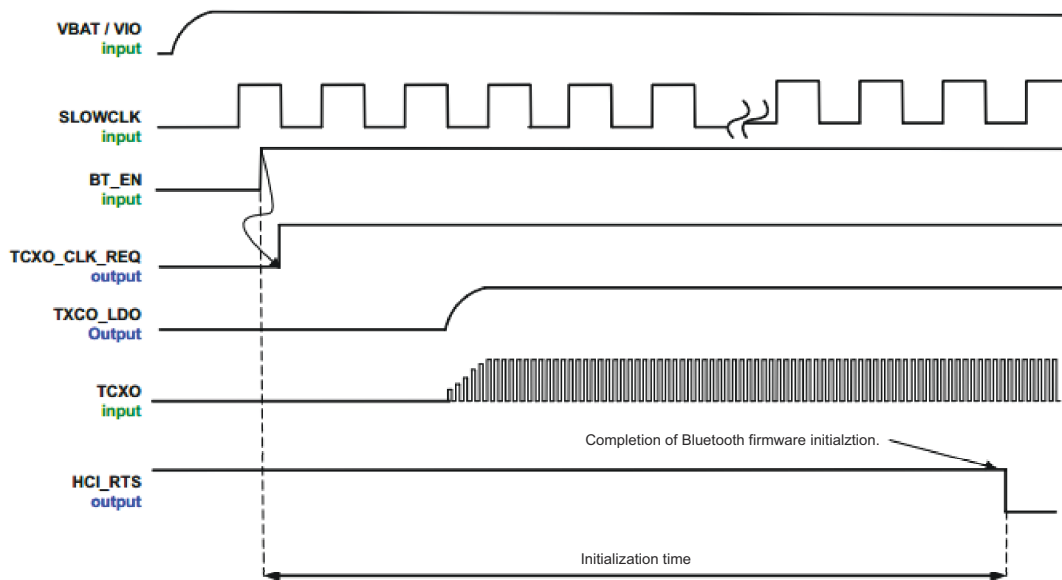 VBAT / VIO
input
SLOWCLK
input
BT_EN
input
TCXO_CLK_REQ
output
TXCO_LDO
Output
TCXO
input
Completion of Bluetooth firmware initialztion.
HCI_RTS
output
Initialization time